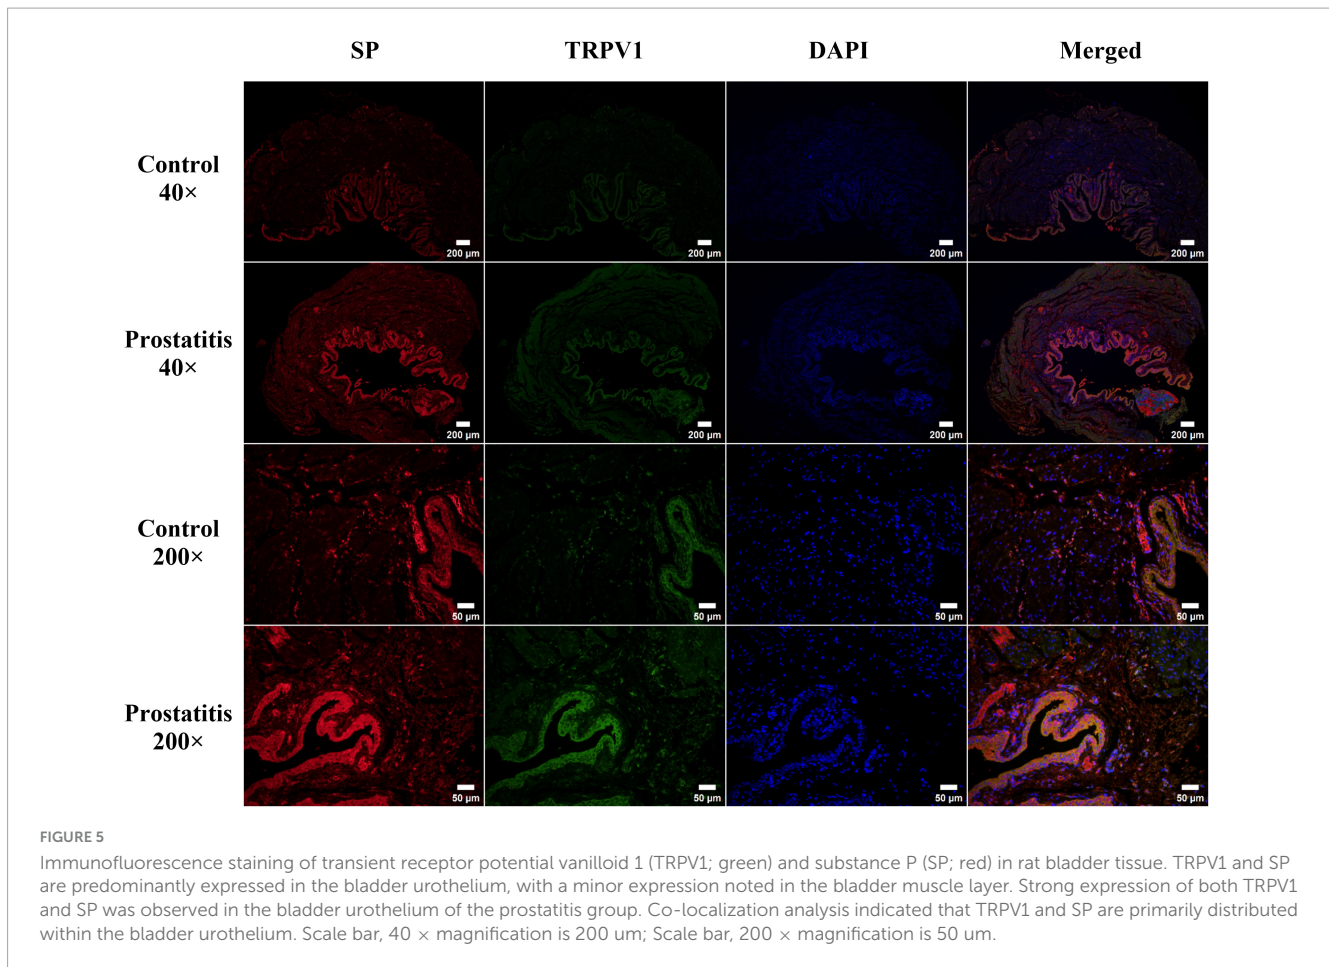 SP TRPV1 DAPI Merged
Control
40×
200 µm 200 µm 200 µm 200 µm
Prostatitis
40×
200 µm 200 µm 200 µm 200 µm
Control
200×
50 µm 50 µm 50 µm 50 µm
Prostatitis
200×
50 µm 50 µm 50 µm 50 µm
FIGURE 5
Immunofluorescence staining of transient receptor potential vanilloid 1 (TRPV1; green) and substance P (SP; red) in rat bladder tissue. TRPV1 and SP
are predominantly expressed in the bladder urothelium, with a minor expression noted in the bladder muscle layer. Strong expression of both TRPV1
and SP was observed in the bladder urothelium of the prostatitis group. Co-localization analysis indicated that TRPV1 and SP are primarily distributed
within the bladder urothelium. Scale bar, 40 × magnification is 200 um; Scale bar, 200 × magnification is 50 um.